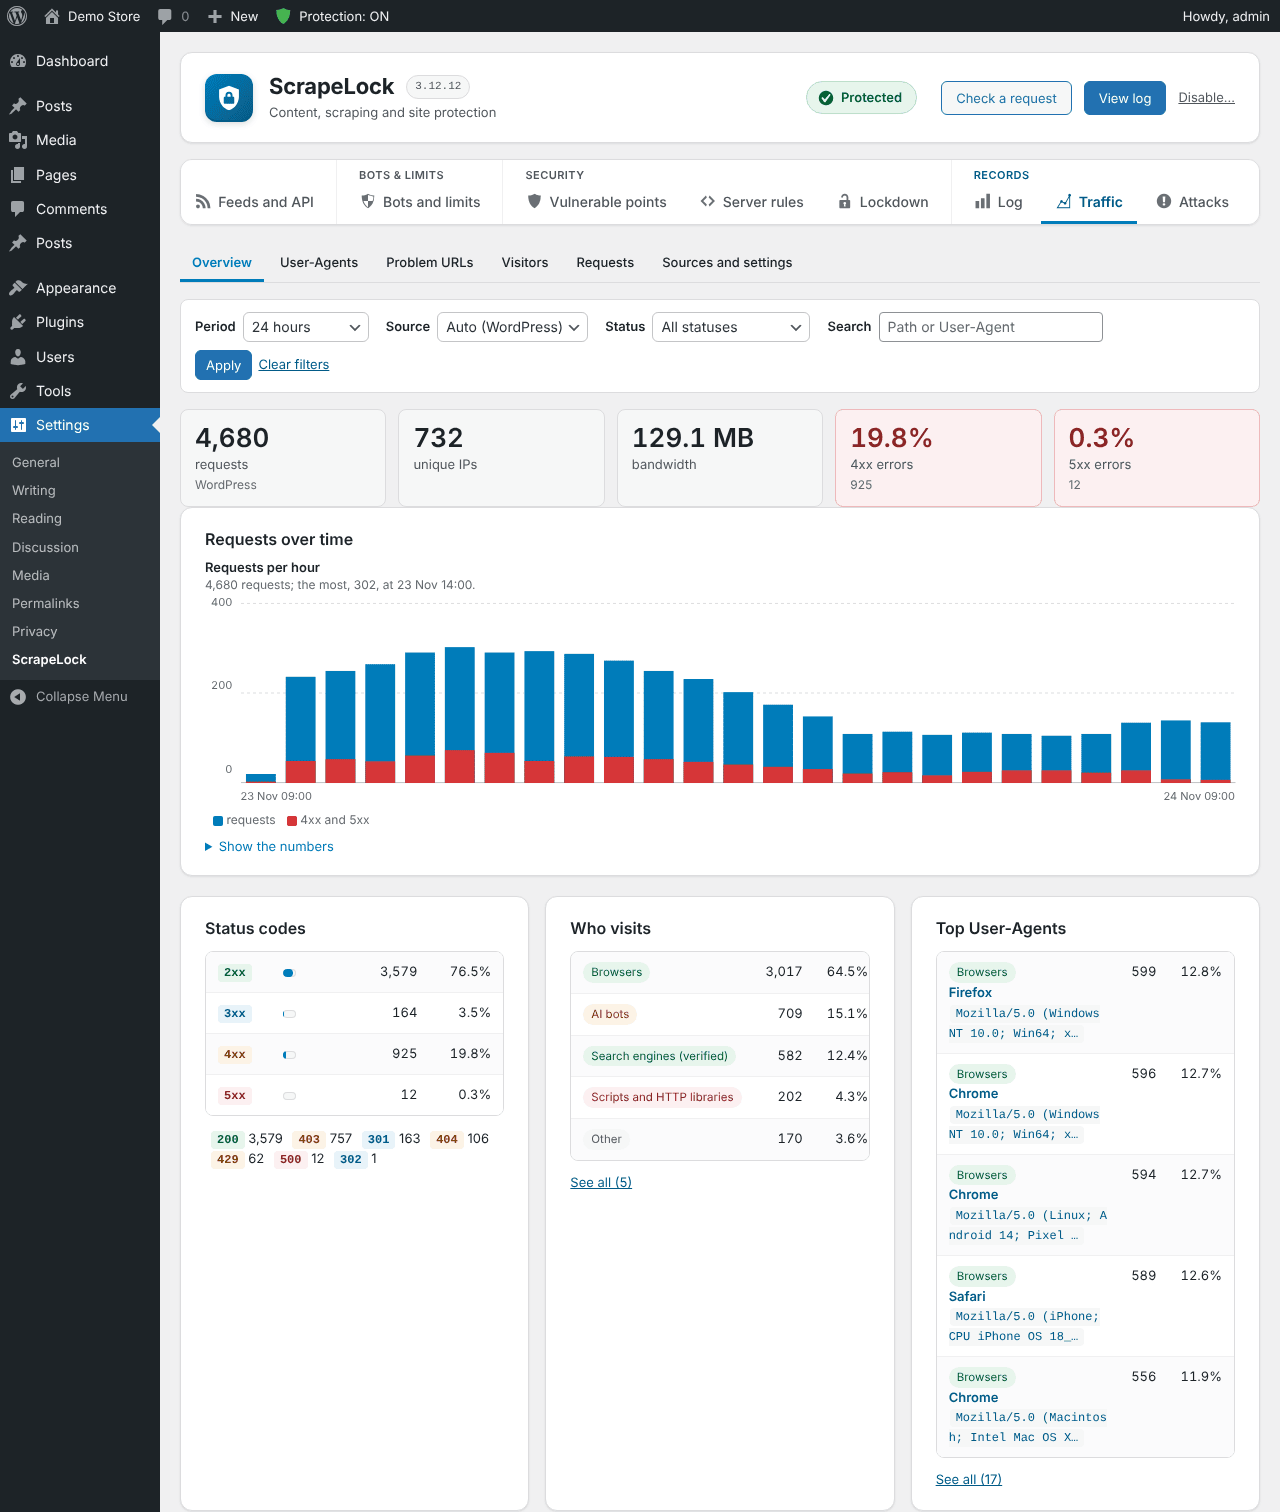 Demo Store
0
New
Protection: ON
Howdy, admin
Dashboard
Posts
Media
Pages
Comments
Posts
Appearance
Plugins
Users
Tools
Settings
General
Writing
Reading
Discussion
Media
Permalinks
Privacy
ScrapeLock
Collapse Menu
ScrapeLock 3.12.12
Content, scraping and site protection
Protected
Check a request
View log
Disable...
Feeds and API
BOTS & LIMITS
Bots and limits
SECURITY
Vulnerable points
Server rules
Lockdown
RECORDS
Log
Traffic
Attacks
Overview
User-Agents
Problem URLs
Visitors
Requests
Sources and settings
Period 24 hours
Source Auto (WordPress)
Status All statuses
Search Path or User-Agent
Apply
Clear filters
4,680
requests
WordPress
732
unique IPs
129.1 MB
bandwidth
19.8%
4xx errors
925
0.3%
5xx errors
12
Requests over time
Requests per hour
4,680 requests; the most, 302, at 23 Nov 14:00.
400
200
0
23 Nov 09:00
24 Nov 09:00
requests
4xx and 5xx
Show the numbers
Status codes
2xx 3,579 76.5%
3xx 164 3.5%
4xx 925 19.8%
5xx 12 0.3%
200 3,579 403 757 301 163 404 106
429 62 500 12 302 1
Who visits
Browsers 3,017 64.5%
AI bots 709 15.1%
Search engines (verified) 582 12.4%
Scripts and HTTP libraries 202 4.3%
Other 170 3.6%
See all (5)
Top User-Agents
Browsers 599 12.8%
Firefox
Mozilla/5.0 (Windows
NT 10.0; Win64; x…
Browsers 596 12.7%
Chrome
Mozilla/5.0 (Windows
NT 10.0; Win64; x…
Browsers 594 12.7%
Chrome
Mozilla/5.0 (Linux; A
ndroid 14; Pixel …
Browsers 589 12.6%
Safari
Mozilla/5.0 (iPhone;
CPU iPhone OS 18_…
Browsers 556 11.9%
Chrome
Mozilla/5.0 (Macintos
h; Intel Mac OS X…
See all (17)